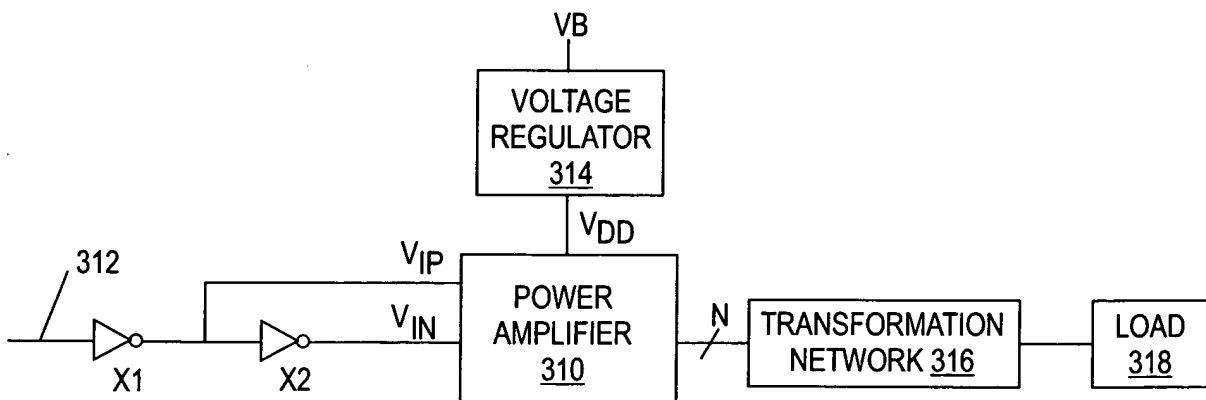 VB
VOLTAGE
REGULATOR
314
VDD
312
VIP
VIN
X1
X2
POWER
AMPLIFIER
310
N
TRANSFORMATION
NETWORK 316
LOAD
318